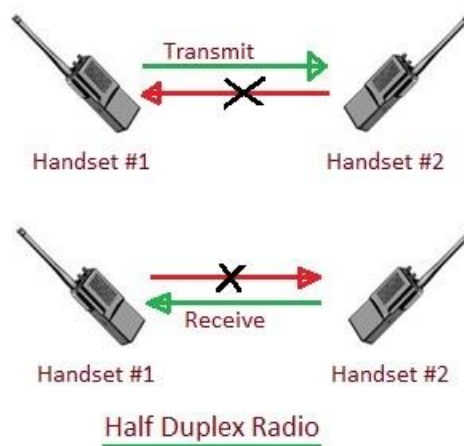 Transmit
Handset #1 Handset #2
Receive
Handset #1 Handset #2
Half Duplex Radio